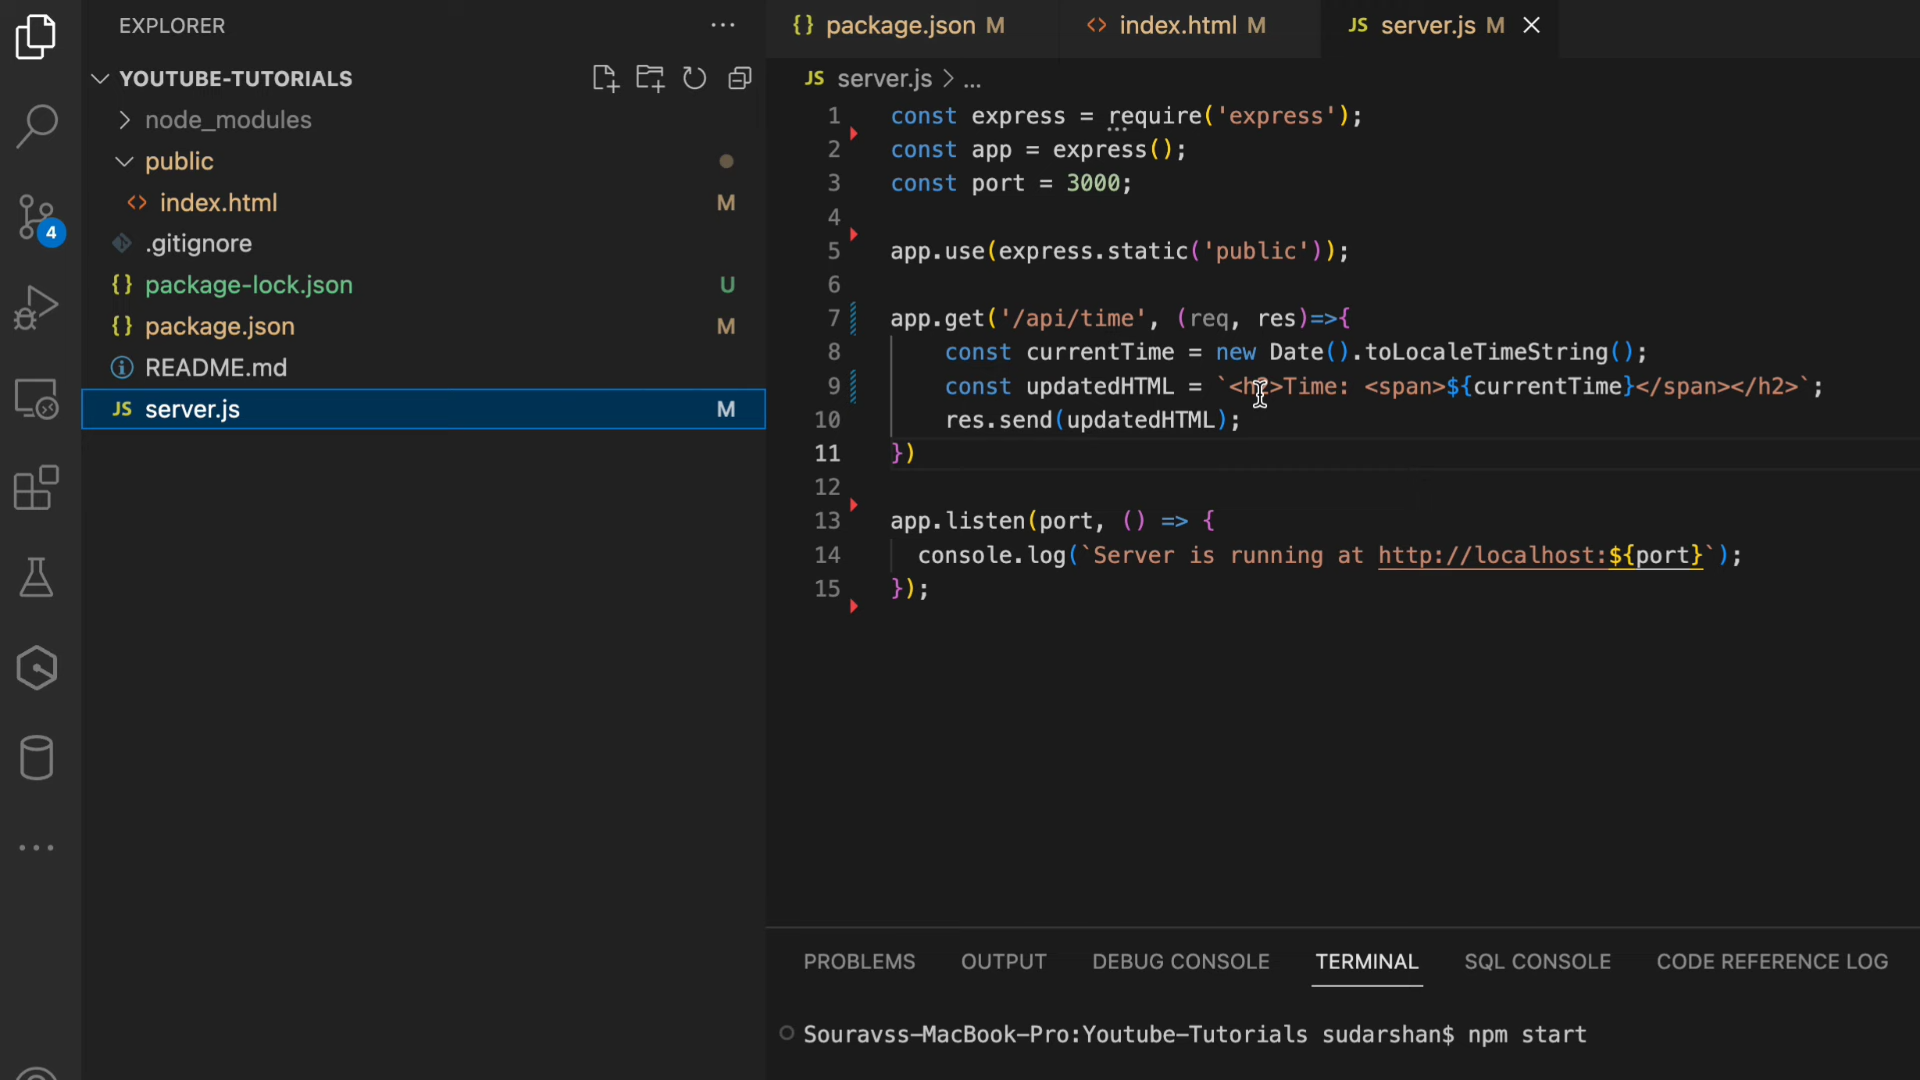 EXPLORER
YOUTUBE-TUTORIALS
node_modules
public
index.html M
.gitignore
package-lock.json U
package.json M
README.md
JS server.js M
4
{} package.json M
<> index.html M
JS server.js M
JS server.js > ...
1 const express = require('express');
2 const app = express();
3 const port = 3000;
4
5 app.use(express.static('public'));
6
7 app.get('/api/time', (req, res)=>{
8 const currentTime = new Date().toLocaleTimeString();
9 const updatedHTML = `<h2>Time: <span>${currentTime}</span></h2>`;
10 res.send(updatedHTML);
11 })
12
13 app.listen(port, () => {
14 console.log(`Server is running at http://localhost:${port}`);
15 });
PROBLEMS OUTPUT DEBUG CONSOLE TERMINAL SQL CONSOLE CODE REFERENCE LOG
Souravss-MacBook-Pro:Youtube-Tutorials sudarshan$ npm start